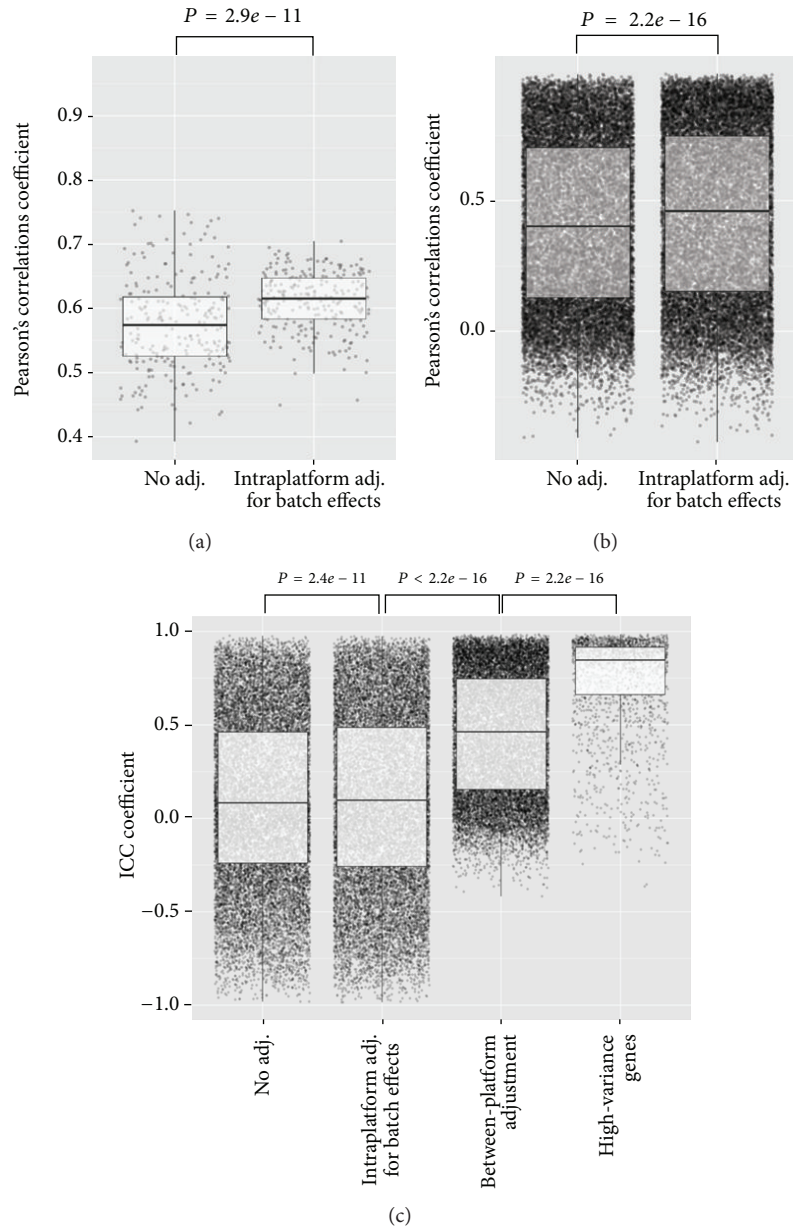 P = 2.9e − 11
Pearson's correlations coefficient
0.9
0.8
0.7
0.6
0.5
0.4
No adj.
Intraplatform adj.
for batch effects
(a)
P = 2.2e − 16
Pearson's correlations coefficient
0.5
0.0
No adj.
Intraplatform adj.
for batch effects
(b)
P = 2.4e − 11
P < 2.2e − 16
P = 2.2e − 16
ICC coefficient
1.0
0.5
0.0
−0.5
−1.0
No adj.
Intraplatform adj.
for batch effects
Between-platform
adjustment
High-variance
genes
(c)